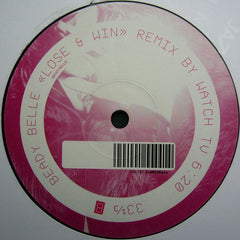 BEADY BELLE «LOSE & WIN» REMIX BY WATCH TV 6:20
33⅓